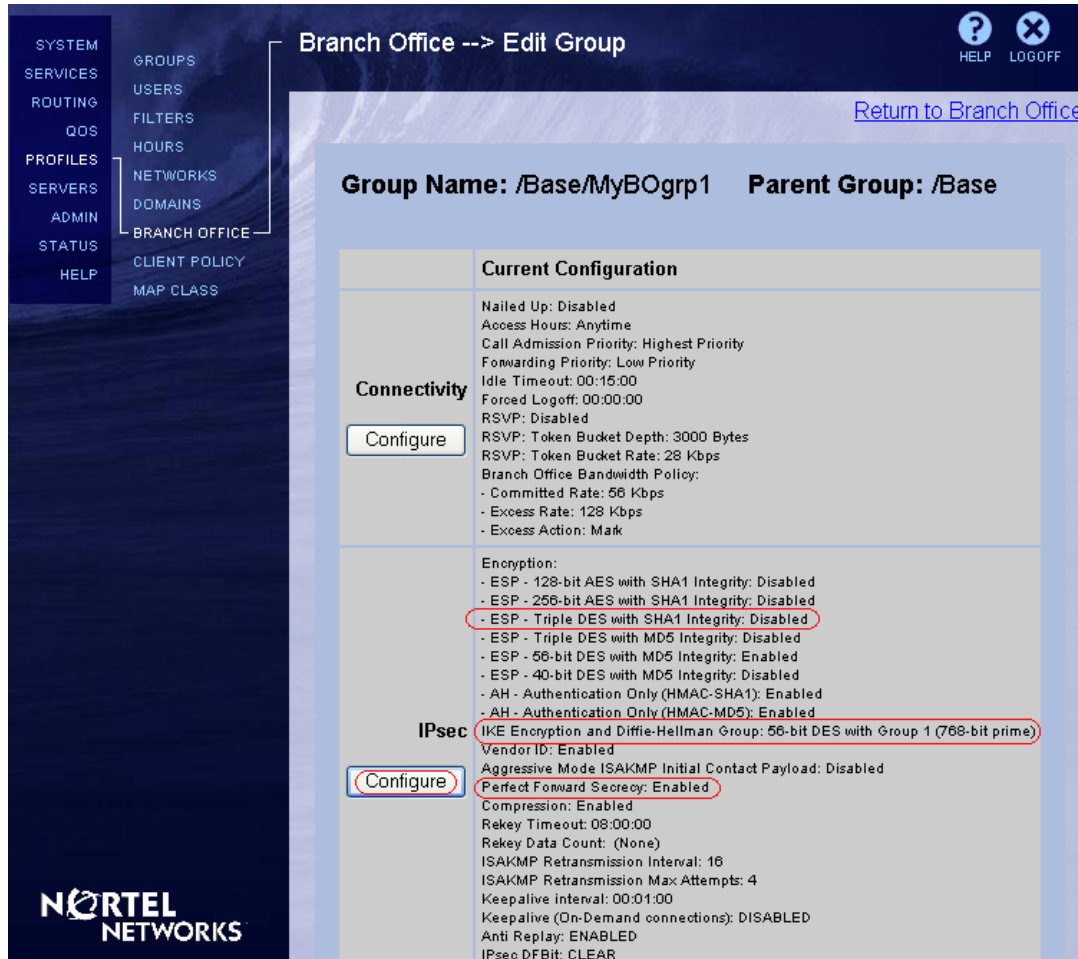 SYSTEM
SERVICES
ROUTING
QOS
PROFILES
SERVERS
ADMIN
STATUS
HELP
GROUPS
USERS
FILTERS
HOURS
NETWORKS
DOMAINS
BRANCH OFFICE
CLIENT POLICY
MAP CLASS
Branch Office --> Edit Group
HELP
LOGOFF
Return to Branch Office
Group Name: /Base/MyBOgrp1 Parent Group: /Base
Current Configuration
Connectivity
Configure
Nailed Up: Disabled
Access Hours: Anytime
Call Admission Priority: Highest Priority
Forwarding Priority: Low Priority
Idle Timeout: 00:15:00
Forced Logoff: 00:00:00
RSVP: Disabled
RSVP: Token Bucket Depth: 3000 Bytes
RSVP: Token Bucket Rate: 28 Kbps
Branch Office Bandwidth Policy:
- Committed Rate: 56 Kbps
- Excess Rate: 128 Kbps
- Excess Action: Mark
IPsec
Configure
Encryption:
- ESP - 128-bit AES with SHA1 Integrity: Disabled
- ESP - 256-bit AES with SHA1 Integrity: Disabled
- ESP - Triple DES with SHA1 Integrity: Disabled
- ESP - Triple DES with MD5 Integrity: Disabled
- ESP - 56-bit DES with MD5 Integrity: Enabled
- ESP - 40-bit DES with MD5 Integrity: Disabled
- AH - Authentication Only (HMAC-SHA1): Enabled
- AH - Authentication Only (HMAC-MD5): Enabled
IKE Encryption and Diffie-Hellman Group: 56-bit DES with Group 1 (768-bit prime)
Vendor ID: Enabled
Aggressive Mode ISAKMP Initial Contact Payload: Disabled
Perfect Forward Secrecy: Enabled
Compression: Enabled
Rekey Timeout: 08:00:00
Rekey Data Count: (None)
ISAKMP Retransmission Interval: 16
ISAKMP Retransmission Max Attempts: 4
Keepalive interval: 00:01:00
Keepalive (On-Demand connections): DISABLED
Anti Replay: ENABLED
IPsec DFBit: CLEAR
NORTEL
NETWORKS